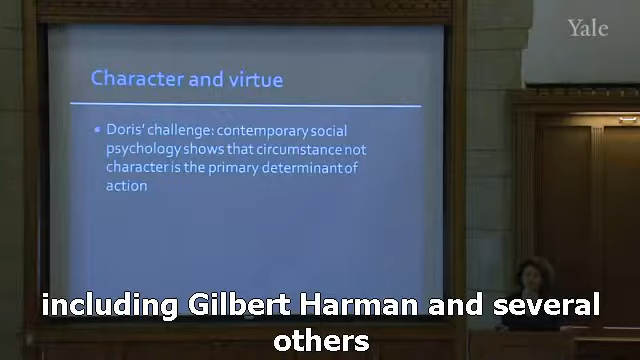 Yale
Character and virtue
• Doris' challenge: contemporary social
psychology shows that circumstance not
character is the primary determinant of
action
including Gilbert Harman and several
others